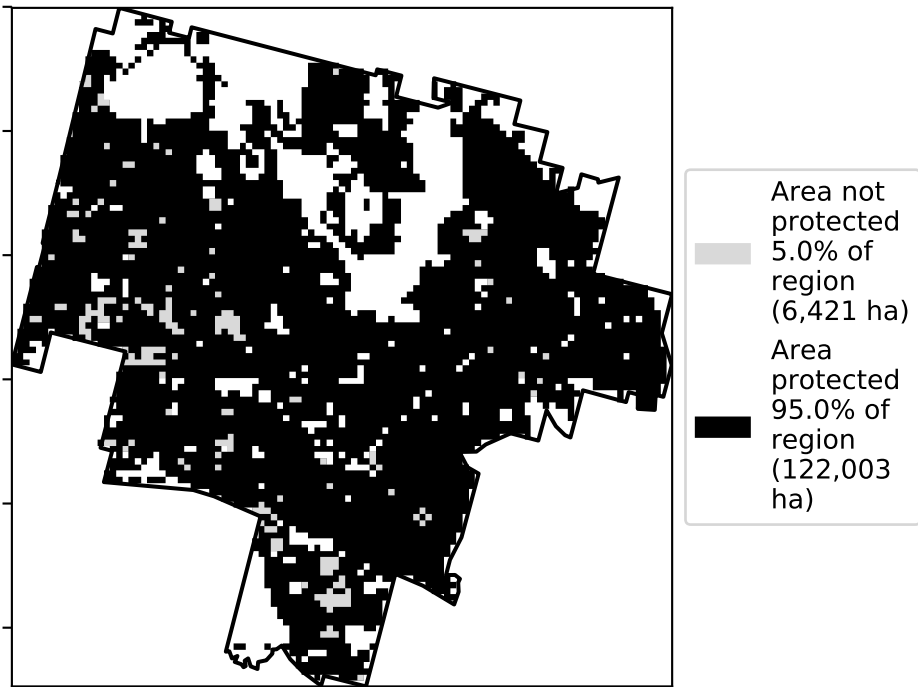 Area not
protected
5.0% of
region
(6,421 ha)
Area
protected
95.0% of
region
(122,003
ha)